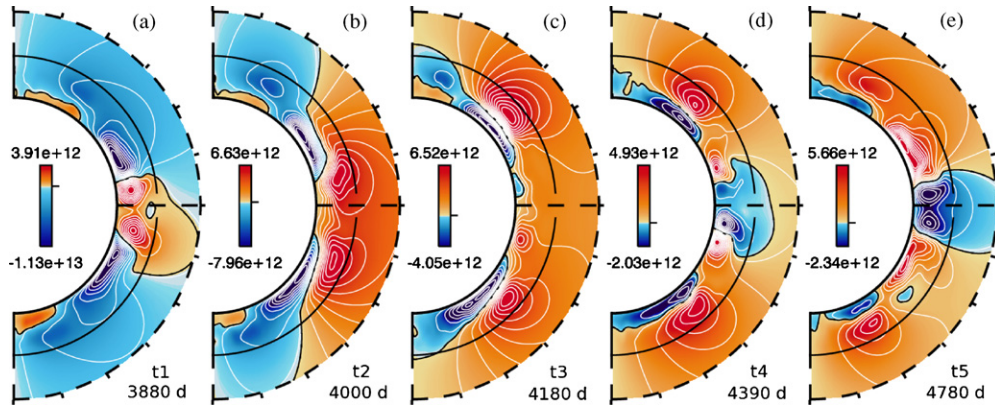 (a)
3.91e+12
-1.13e+13
t1
3880 d
(b)
6.63e+12
-7.96e+12
t2
4000 d
(c)
6.52e+12
-4.05e+12
t3
4180 d
(d)
4.93e+12
-2.03e+12
t4
4390 d
(e)
5.66e+12
-2.34e+12
t5
4780 d